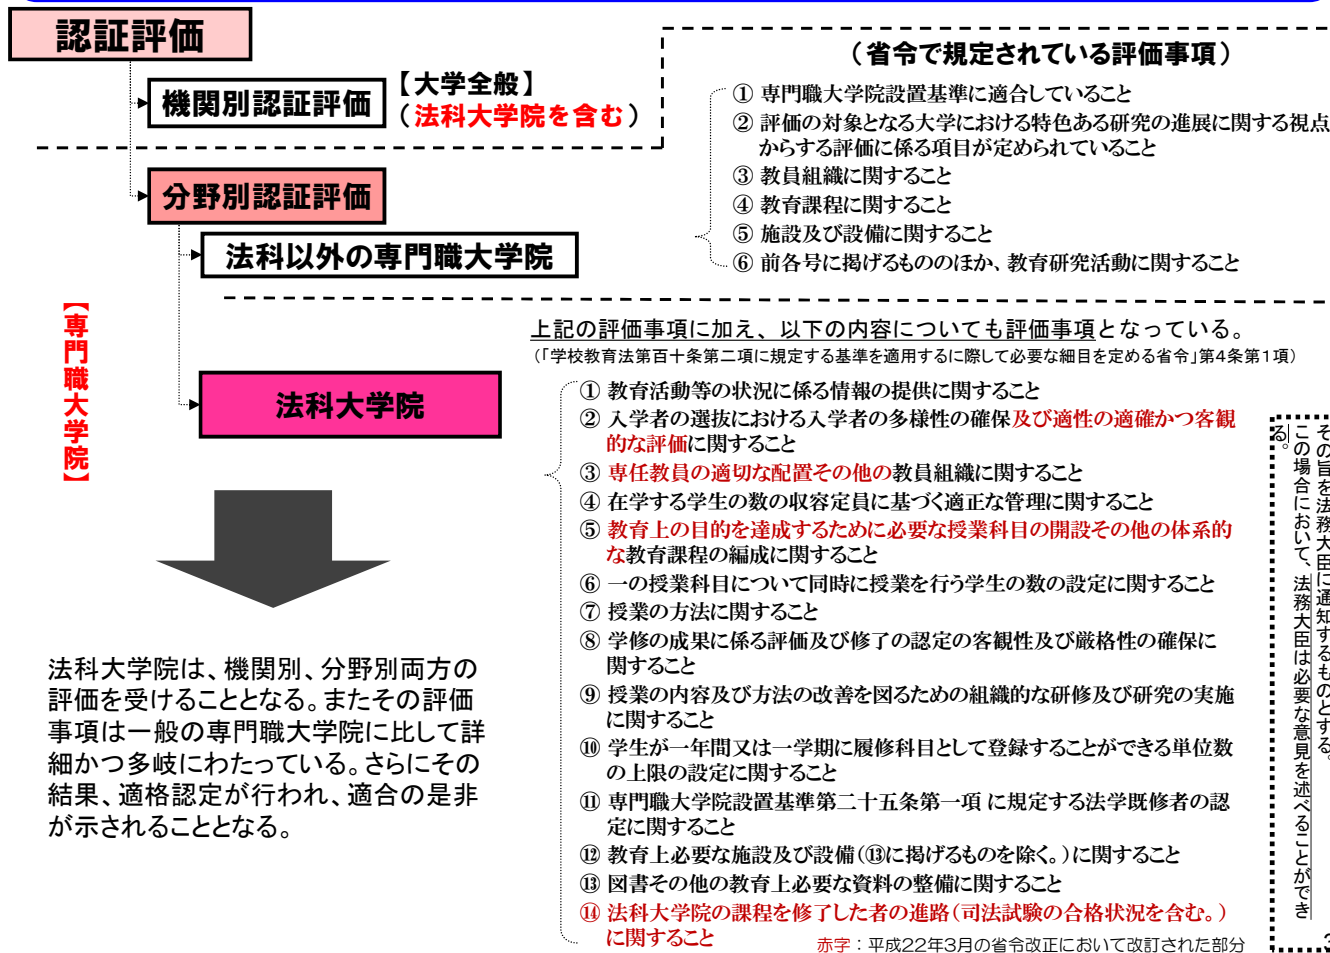 認証評価
機関別認証評価
【大学全般】
（法科大学院を含む）
分野別認証評価
法科以外の専門職大学院
（省令で規定されている評価事項）
① 専門職大学院設置基準に適合していること
② 評価の対象となる大学における特色ある研究の進展に関する視点
からする評価に係る項目が定められていること
③ 教員組織に関すること
④ 教育課程に関すること
⑤ 施設及び設備に関すること
⑥ 前各号に掲げるもののほか、教育研究活動に関すること
【専門職大学院】
法科大学院
上記の評価事項に加え、以下の内容についても評価事項となっている。
（「学校教育法第百十条第二項に規定する基準を適用するに際して必要な細目を定める省令」第4条第1項）
① 教育活動等の状況に係る情報の提供に関すること
② 入学者の選抜における入学者の多様性の確保及び適性の適確かつ客観
的な評価に関すること
③ 専任教員の適切な配置その他の教員組織に関すること
④ 在学する学生の数の収容定員に基づく適正な管理に関すること
⑤ 教育上の目的を達成するために必要な授業科目の開設その他の体系的
な教育課程の編成に関すること
⑥ 一の授業科目について同時に授業を行う学生の数の設定に関すること
⑦ 授業の方法に関すること
⑧ 学修の成果に係る評価及び修了の認定の客観性及び厳格性の確保に
関すること
⑨ 授業の内容及び方法の改善を図るための組織的な研修及び研究の実施
に関すること
⑩ 学生が一年間又は一学期に履修科目として登録することができる単位数
の上限の設定に関すること
⑪ 専門職大学院設置基準第二十五条第一項 に規定する法学既修者の認
定に関すること
⑫ 教育上必要な施設及び設備（⑬に掲げるものを除く。）に関すること
⑬ 図書その他の教育上必要な資料の整備に関すること
⑭ 法科大学院の課程を修了した者の進路（司法試験の合格状況を含む。）
に関すること
赤字：平成22年3月の省令改正において改訂された部分
その旨を法務大臣に通知するものとする。
この場合において、法務大臣は必要な意見を述べることができ
る。
法科大学院は、機関別、分野別両方の
評価を受けることとなる。またその評価
事項は一般の専門職大学院に比して詳
細かつ多岐にわたっている。さらにその
結果、適格認定が行われ、適合の是非
が示されることとなる。